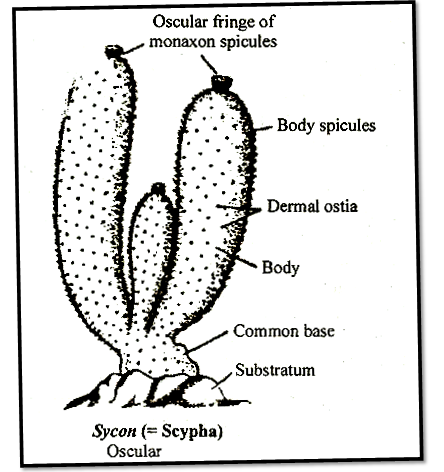 Oscular fringe of
monaxon spicules
Body spicules
Dermal ostia
Body
Common base
Substratum
Sycon (= Scypha)
Oscular